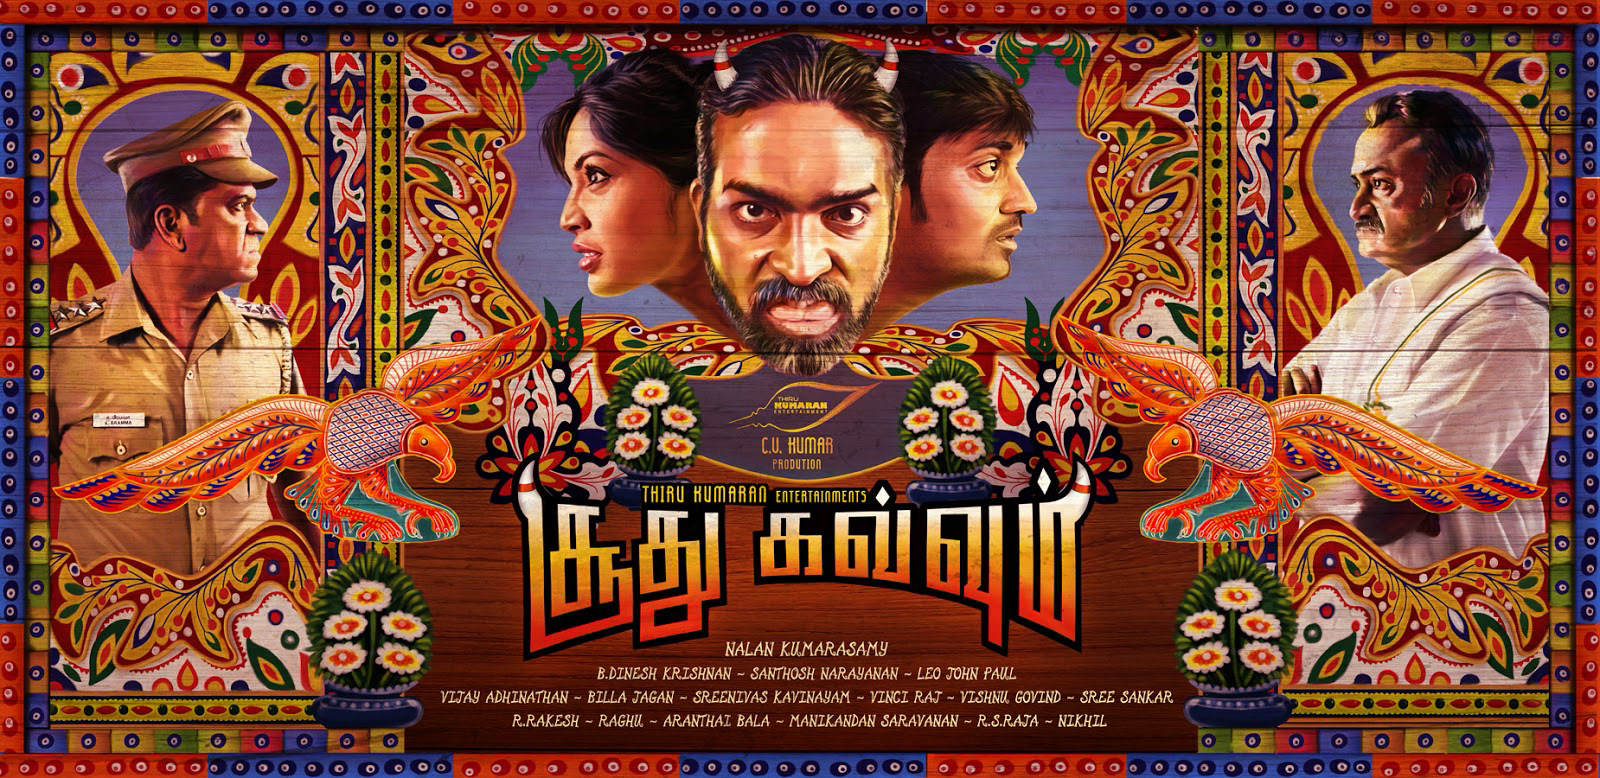 THIRU
KUMARAN
ENTERTAINMENT
C.V. KUMAR
PRODUTION
THIRU KUMARAN ENTERTAINMENTS
சூது கவ்வும்
A. BRAMMA
NALAN KUMARASAMY
B.DINESH KRISHNAN ~ SANTHOSH NARAYANAN ~ LEO JOHN PAUL
VIJAY ADHINATHAN ~ BILLA JAGAN ~ SREENIVAS KAVINAYAM ~ VINCI RAJ ~ VISHNU GOVIND ~ SREE SANKAR
R.RAKESH ~ RAGHU ~ ARANTHAI BALA ~ MANIKANDAN SARAVANAN ~ R.S.RAJA ~ NIKHIL